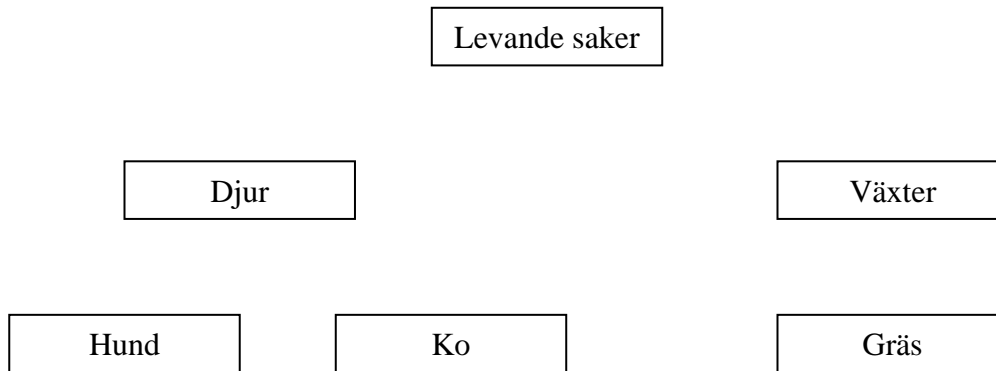 Levande saker
Djur
Växter
Hund
Ko
Gräs